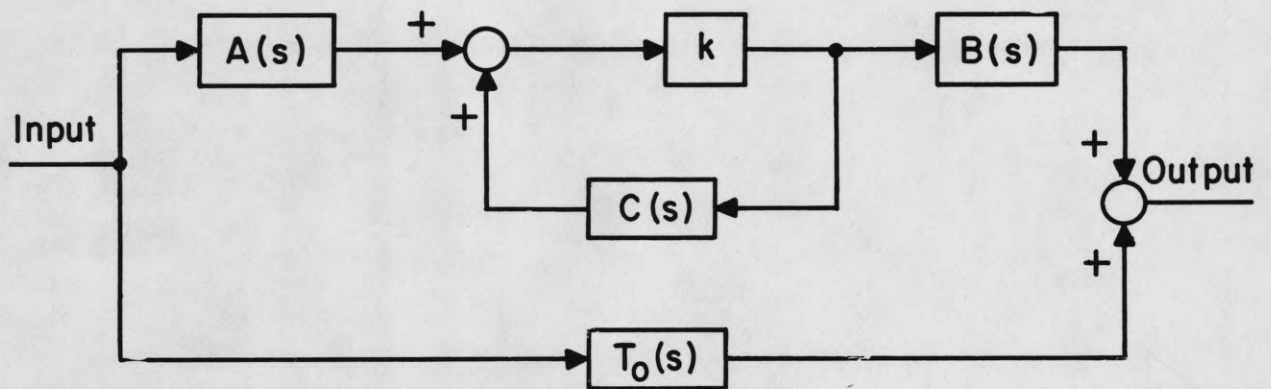 +
A(s)
k
B(s)
+
Input
+
Output
C(s)
+
T₀(s)